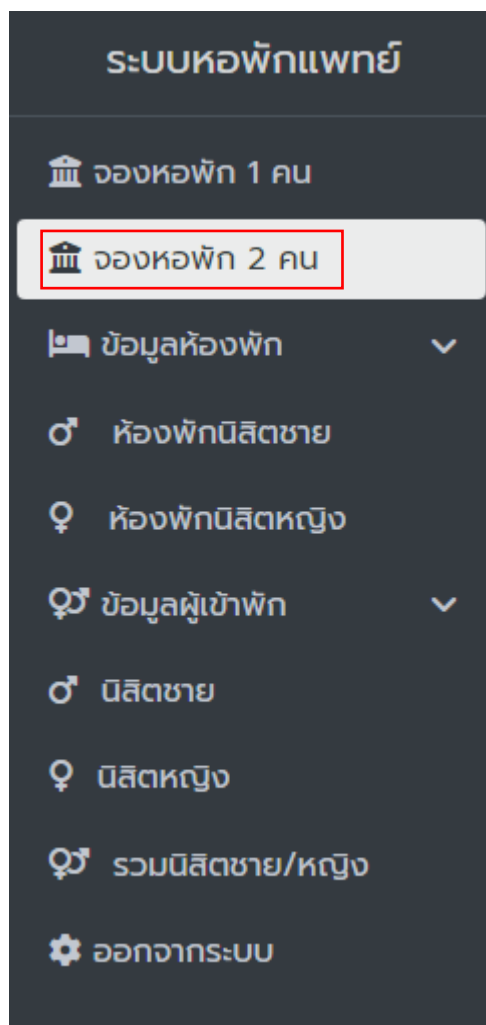 ระบบหอพักแพทย์
จองหอพัก 1 คน
จองหอพัก 2 คน
ข้อมูลห้องพัก
ห้องพักนิสิตชาย
ห้องพักนิสิตหญิง
ข้อมูลผู้เข้าพัก
นิสิตชาย
นิสิตหญิง
รวมนิสิตชาย/หญิง
ออกจากระบบ